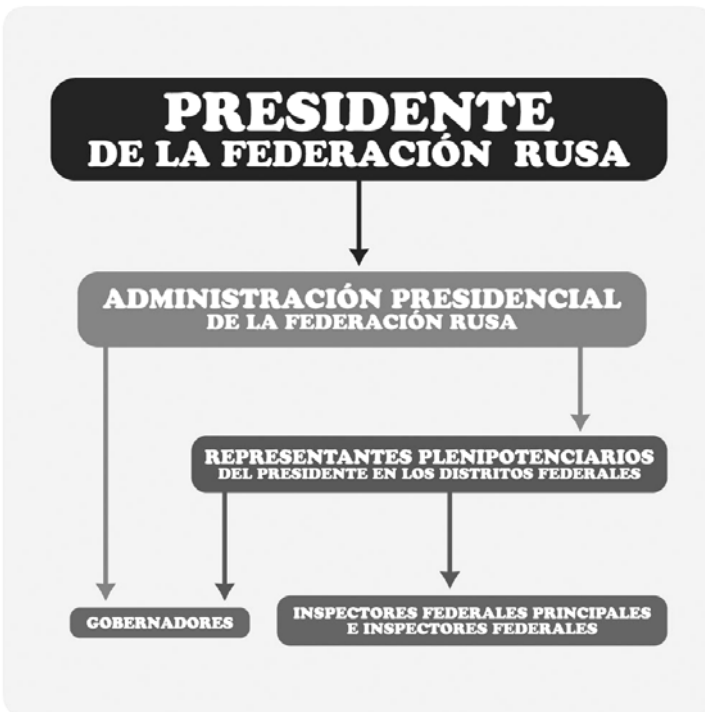 PRESIDENTE
DE LA FEDERACIÓN RUSA
ADMINISTRACIÓN PRESIDENCIAL
DE LA FEDERACIÓN RUSA
REPRESENTANTES PLENIPOTENCIARIOS
DEL PRESIDENTE EN LOS DISTRITOS FEDERALES
GOBERNADORES
INSPECTORES FEDERALES PRINCIPALES
E INSPECTORES FEDERALES